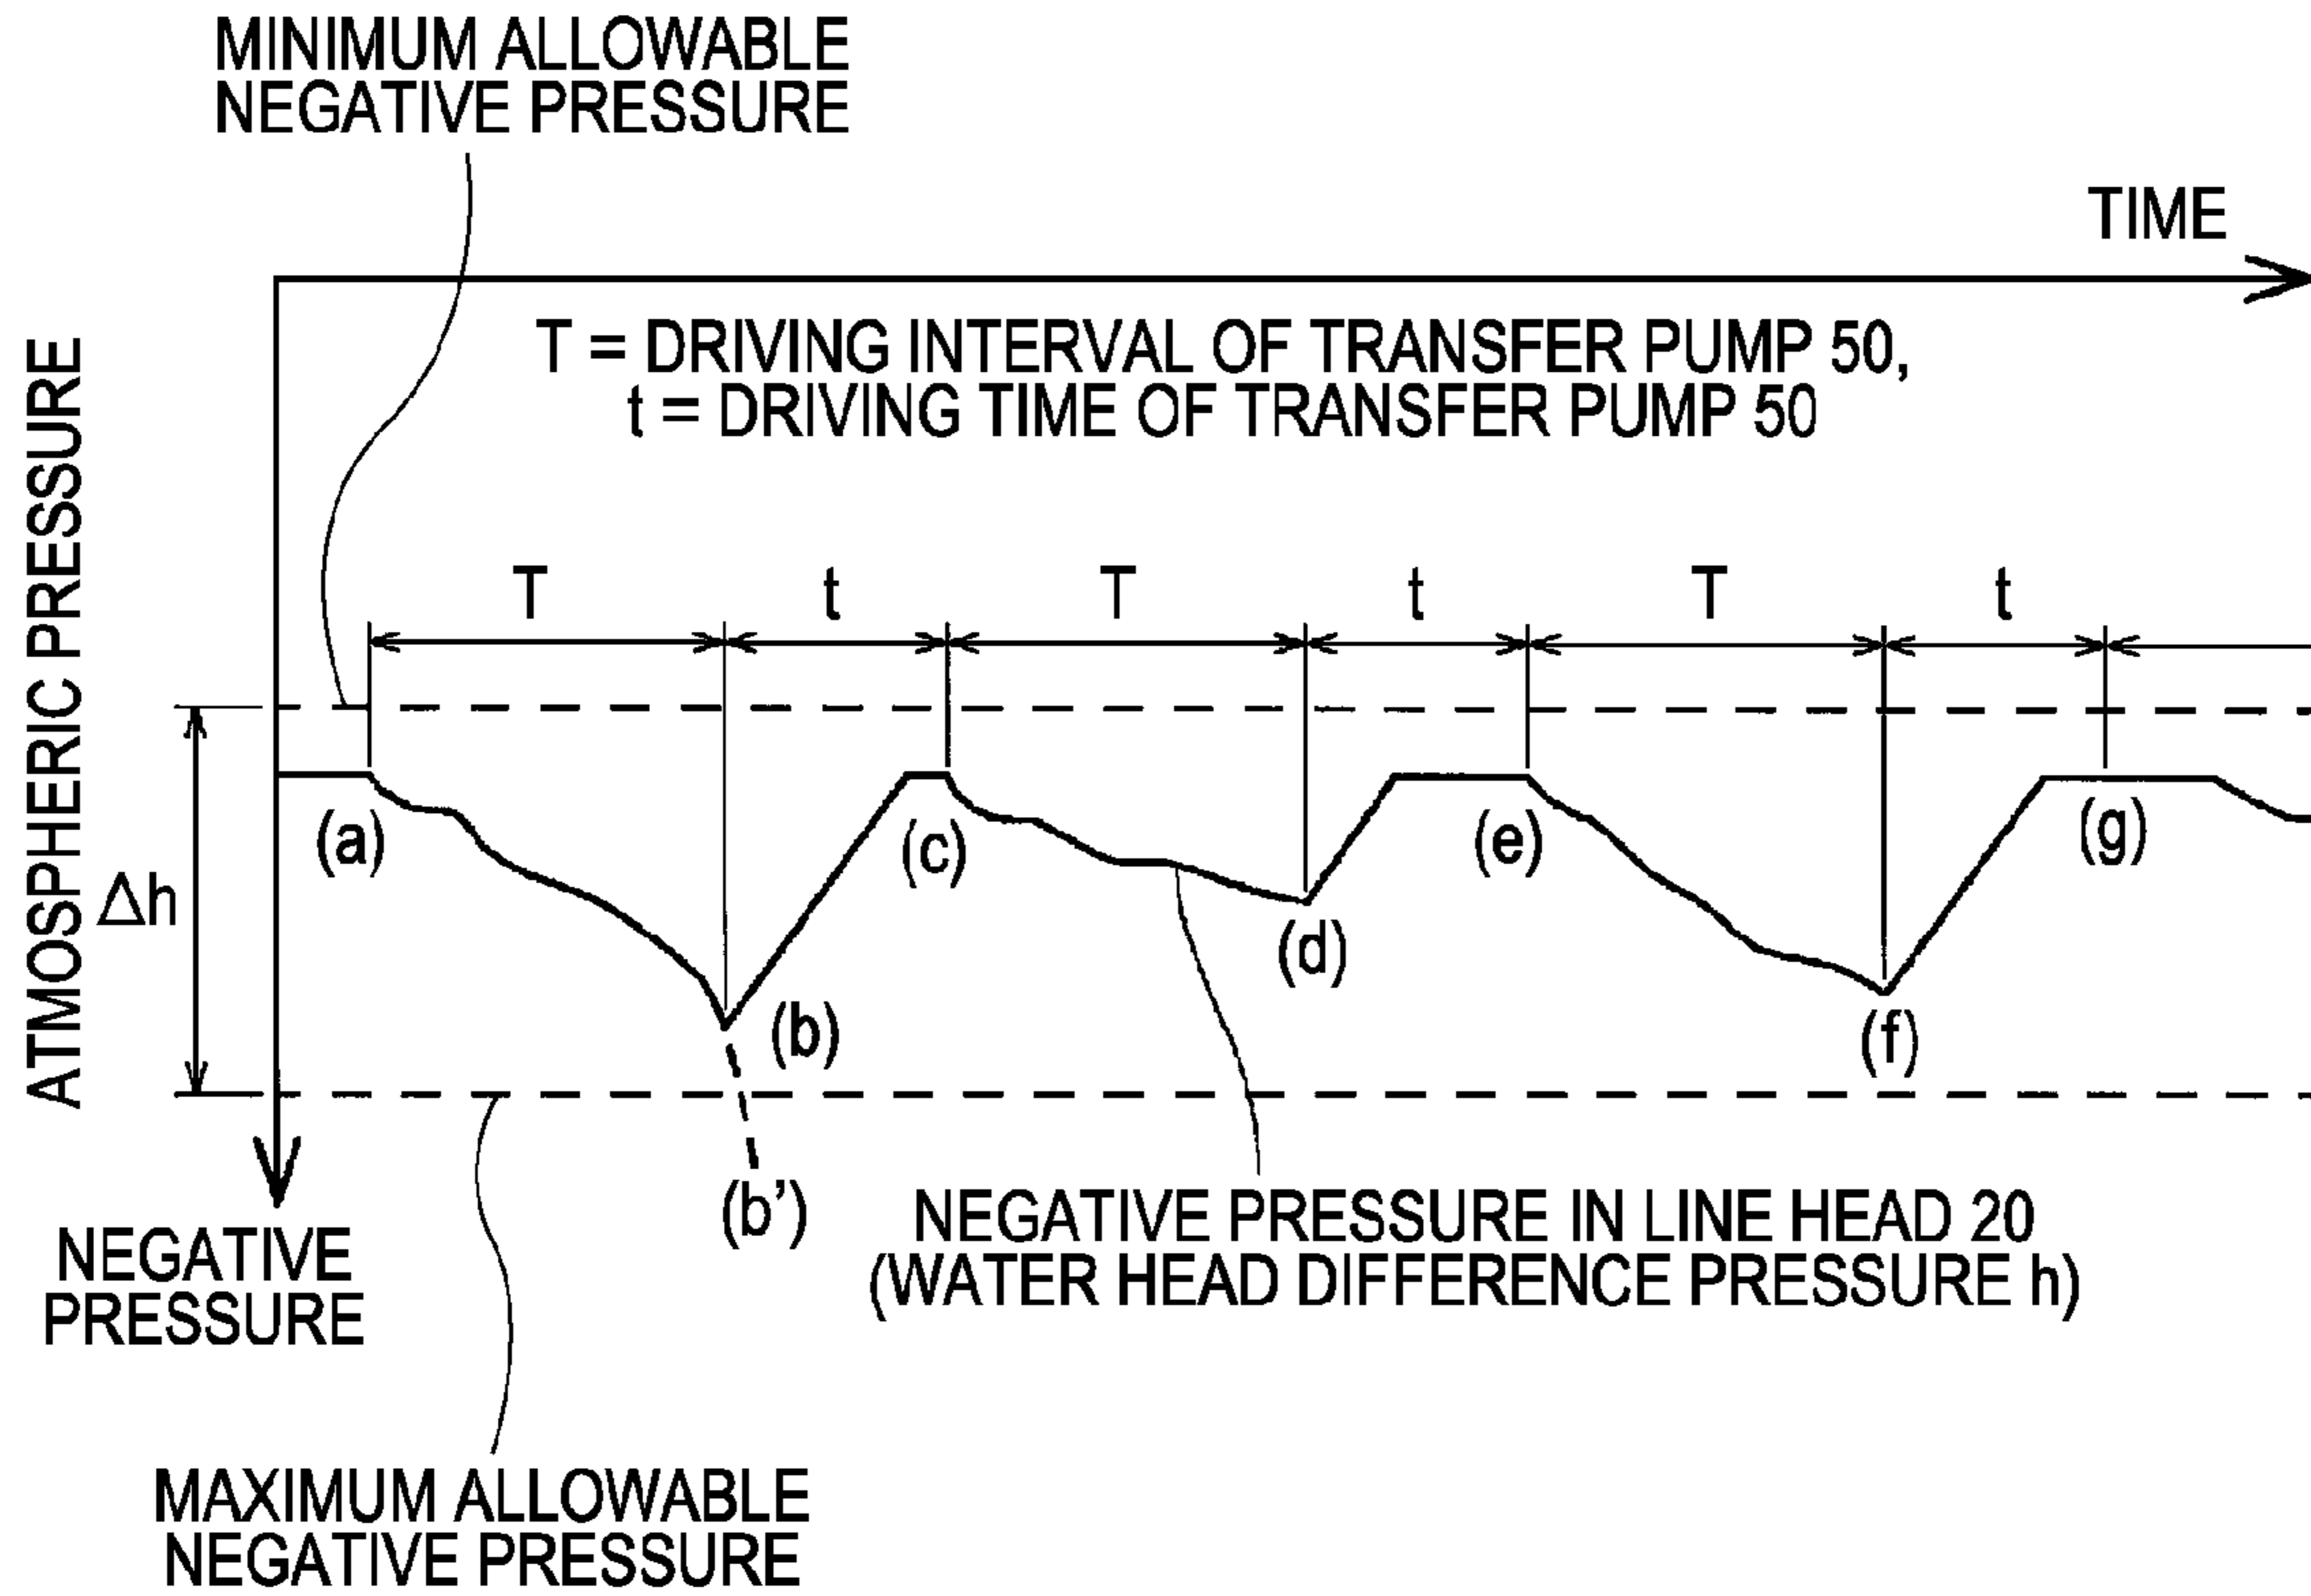 MINIMUM ALLOWABLE
NEGATIVE PRESSURE
TIME
T = DRIVING INTERVAL OF TRANSFER PUMP 50,
t = DRIVING TIME OF TRANSFER PUMP 50
ATMOSPHERIC PRESSURE
T t T t T t
Δh
(a) (c) (e) (g)
(d)
(b) (f)
(b’)
NEGATIVE
PRESSURE
NEGATIVE PRESSURE IN LINE HEAD 20
(WATER HEAD DIFFERENCE PRESSURE h)
MAXIMUM ALLOWABLE
NEGATIVE PRESSURE